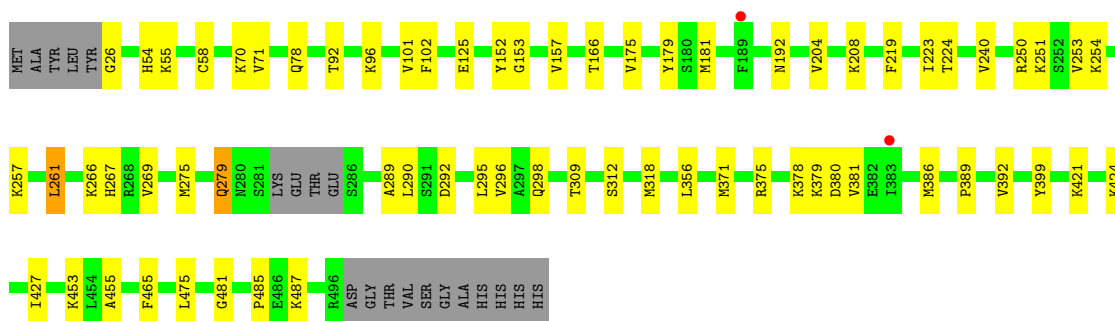 MET ALA TYR LEU TYR G26 H54 K55 C58 K70 V71 Q78 T92 K96 V101 F102 E125 Y152 G153 V157 T166 V175 Y179 S180 M181 F189 N192 V204 K208 F219 I223 T224 V240 R250 K251 S252 V253 K254
K257 L261 K266 H267 R268 V269 M275 Q279 N280 S281 LYS GLU THR GLU S286 A289 L290 S291 D292 L295 V296 A297 Q298 T309 S312 M318 L356 M371 R375 K378 K379 D380 V381 E382 I383 M386 P389 V392 Y399 K421
I427 K453 L454 A455 F465 L475 G481 P485 E486 K487 R496 ASP GLY THR VAL SER GLY ALA HIS HIS HIS HIS